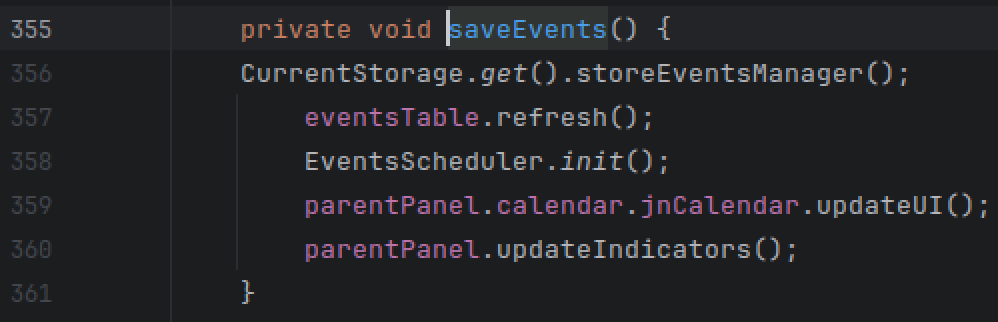 355 private void saveEvents() {
356 CurrentStorage.get().storeEventsManager();
357 eventsTable.refresh();
358 EventsScheduler.init();
359 parentPanel.calendar.jnCalendar.updateUI();
360 parentPanel.updateIndicators();
361 }